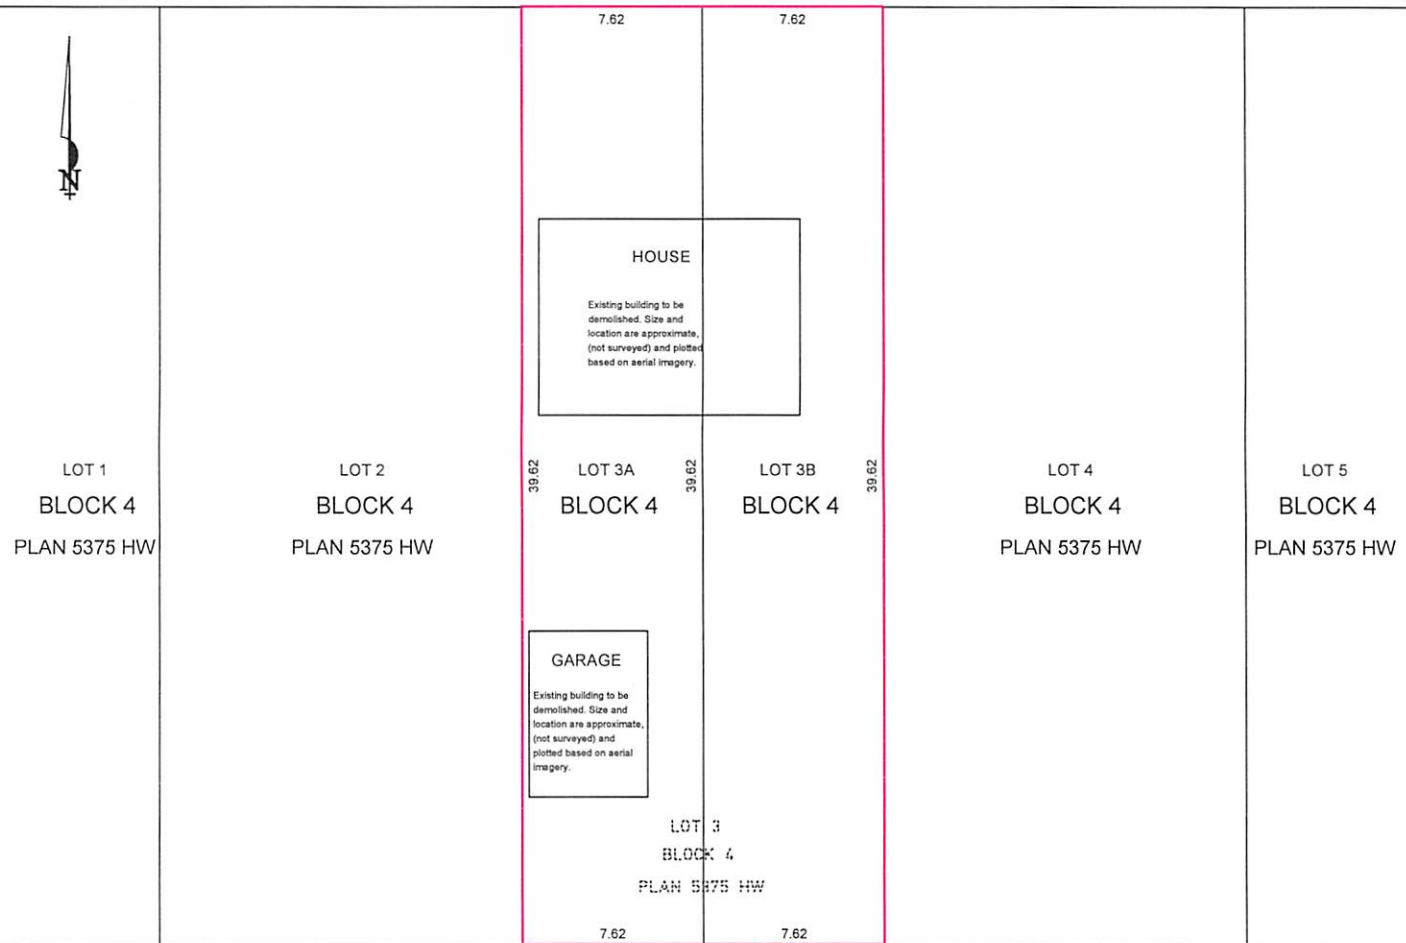 7.62
7.62
N
HOUSE
Existing building to be
demolished. Size and
location are approximate,
(not surveyed) and plotted
based on aerial imagery.
LOT 1
BLOCK 4
PLAN 5375 HW
LOT 2
BLOCK 4
PLAN 5375 HW
39.62
LOT 3A
BLOCK 4
39.62
LOT 3B
BLOCK 4
39.62
LOT 4
BLOCK 4
PLAN 5375 HW
LOT 5
BLOCK 4
PLAN 5375 HW
GARAGE
Existing building to be
demolished. Size and
location are approximate,
(not surveyed) and
plotted based on aerial
imagery.
LOT 3
BLOCK 4
PLAN 5375 HW
7.62
7.62